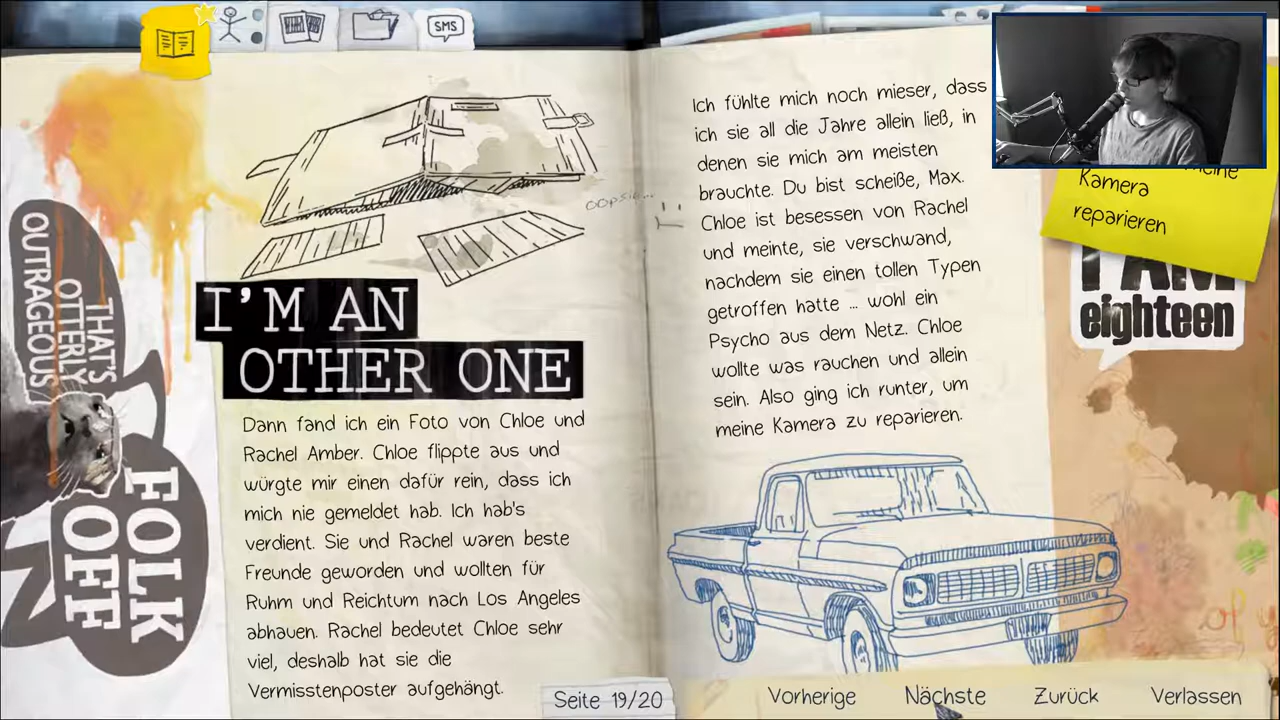 SMS
THAT'S
OTTERLY
OUTRAGEOUS
FOLK
OFF
oopsie...
I'M AN
OTHER ONE
Dann fand ich ein Foto von Chloe und
Rachel Amber. Chloe flippte aus und
würgte mir einen dafür rein, dass ich
mich nie gemeldet hab. Ich hab's
verdient. Sie und Rachel waren beste
Freunde geworden und wollten für
Ruhm und Reichtum nach Los Angeles
abhauen. Rachel bedeutet Chloe sehr
viel, deshalb hat sie die
Vermisstenposter aufgehängt.
Ich fühlte mich noch mieser, dass
ich sie all die Jahre allein ließ, in
denen sie mich am meisten
brauchte. Du bist scheiße, Max.
Chloe ist besessen von Rachel
und meinte, sie verschwand,
nachdem sie einen tollen Typen
getroffen hatte ... wohl ein
Psycho aus dem Netz. Chloe
wollte was rauchen und allein
sein. Also ging ich runter, um
meine Kamera zu reparieren.
meine
Kamera
reparieren
I AM
eighteen
Seite 19/20
Vorherige Nächste Zurück Verlassen